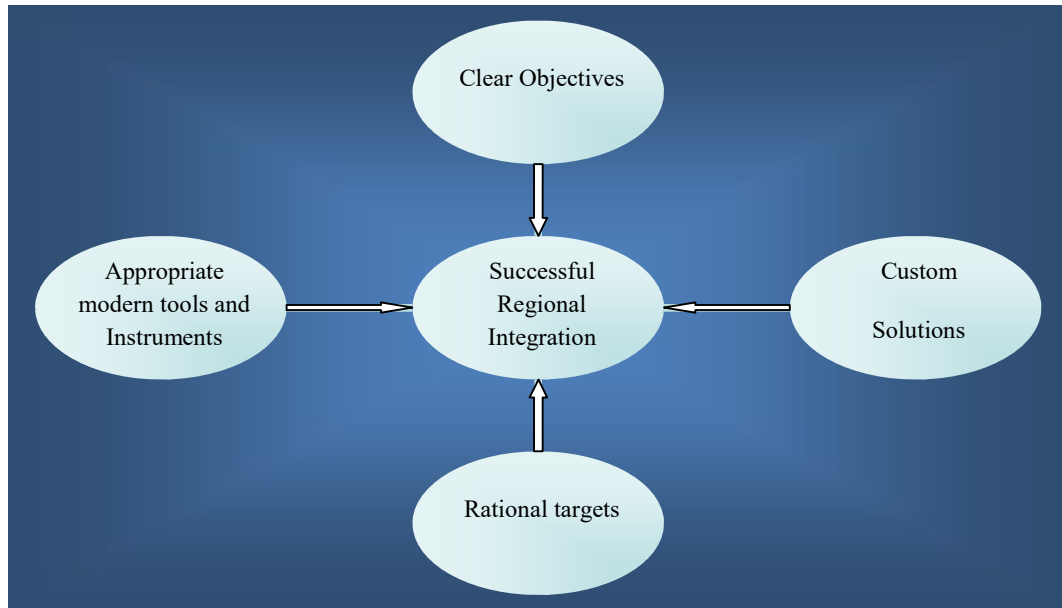 Clear Objectives
Appropriate
modern tools and
Instruments
Successful
Regional
Integration
Custom
Solutions
Rational targets